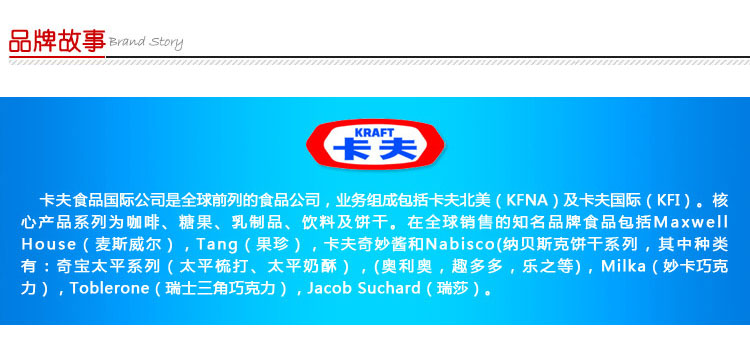 品牌故事 Brand Story
KRAFT
卡夫
卡夫食品国际公司是全球前列的食品公司，业务组成包括卡夫北美（KFNA）及卡夫国际（KFI）。核
心产品系列为咖啡、糖果、乳制品、饮料及饼干。在全球销售的知名品牌食品包括Maxwell
House（麦斯威尔），Tang（果珍），卡夫奇妙酱和Nabisco(纳贝斯克饼干系列，其中种类
有：奇宝太平系列（太平梳打、太平奶酥），(奥利奥，趣多多，乐之等)，Milka（妙卡巧克
力），Toblerone（瑞士三角巧克力），Jacob Suchard（瑞莎）。